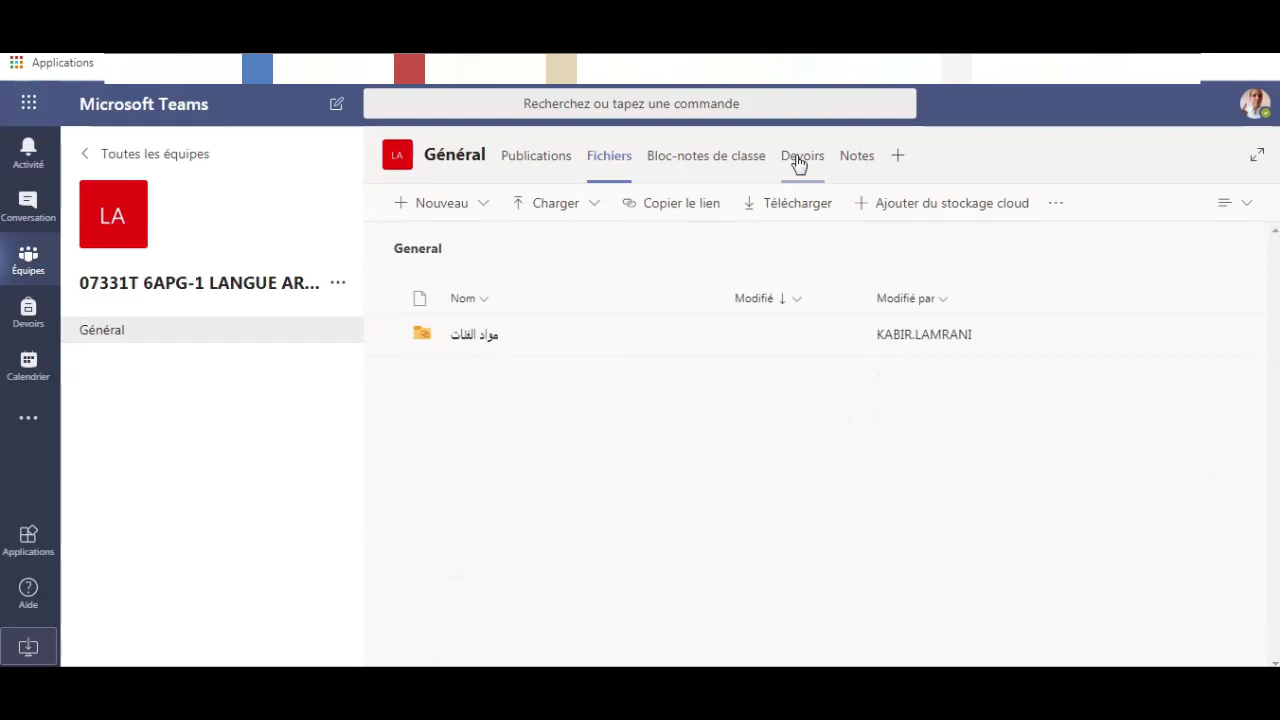 Applications
Microsoft Teams
Recherchez ou tapez une commande
Activité
Conversation
Équipes
Devoirs
Calendrier
Applications
Aide
Toutes les équipes
LA
07331T 6APG-1 LANGUE AR...
Général
LA
Général Publications Fichiers Bloc-notes de classe Devoirs Notes
Nouveau Charger Copier le lien Télécharger Ajouter du stockage cloud
General
Nom Modifié Modifié par
مواد الفئات KABIR.LAMRANI